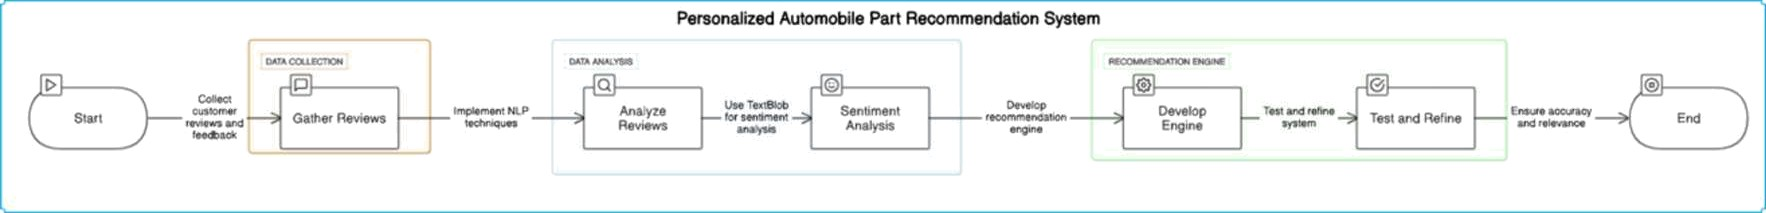 Personalized Automobile Part Recommendation System
DATA COLLECTION
DATA ANALYSIS
RECOMMENDATION ENGINE
Start
Collect
customer
reviews and
feedback
Gather Reviews
Implement NLP
techniques
Analyze
Reviews
Use TextBlob
for sentiment
analysis
Sentiment
Analysis
Develop
recommendation
engine
Develop
Engine
Test and refine
system
Test and Refine
Ensure accuracy
and relevance
End